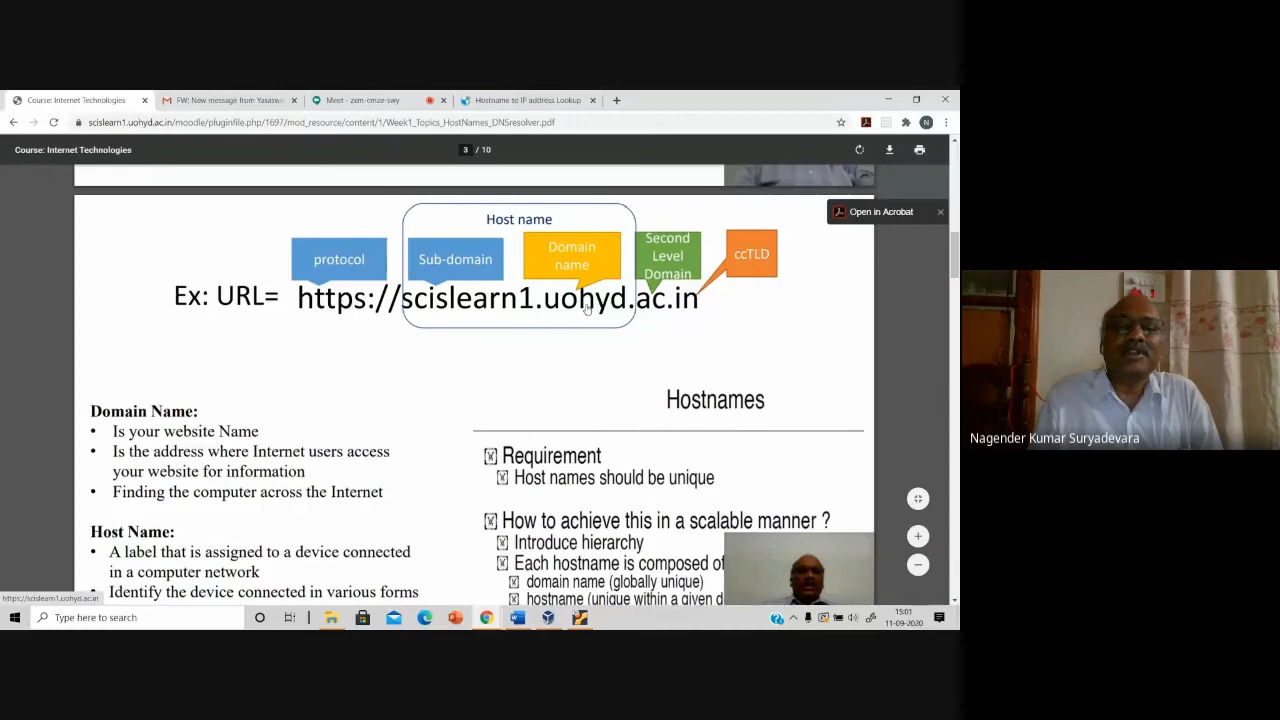 Course: Internet Technologies
FW: New message from Yasasw
Meet - zxm-cmze-swy
Hostname to IP address Lookup
scislearn1.uohyd.ac.in/moodle/pluginfile.php/1697/mod_resource/content/1/Week1_Topics_HostNames_DNSresolver.pdf
Course: Internet Technologies
3 / 10
Open in Acrobat
Host name
protocol
Sub-domain
Domain
name
Second
Level
Domain
ccTLD
Ex: URL= https://scislearn1.uohyd.ac.in
Hostnames
Domain Name:
• Is your website Name
• Is the address where Internet users access
your website for information
• Finding the computer across the Internet
Host Name:
• A label that is assigned to a device connected
in a computer network
• Identify the device connected in various forms
Requirement
Host names should be unique
How to achieve this in a scalable manner ?
Introduce hierarchy
Each hostname is composed of
domain name (globally unique)
hostname (unique within a given d
https://scislearn1.uohyd.ac.in
Type here to search
15:01
11-09-2020
Nagender Kumar Suryadevara